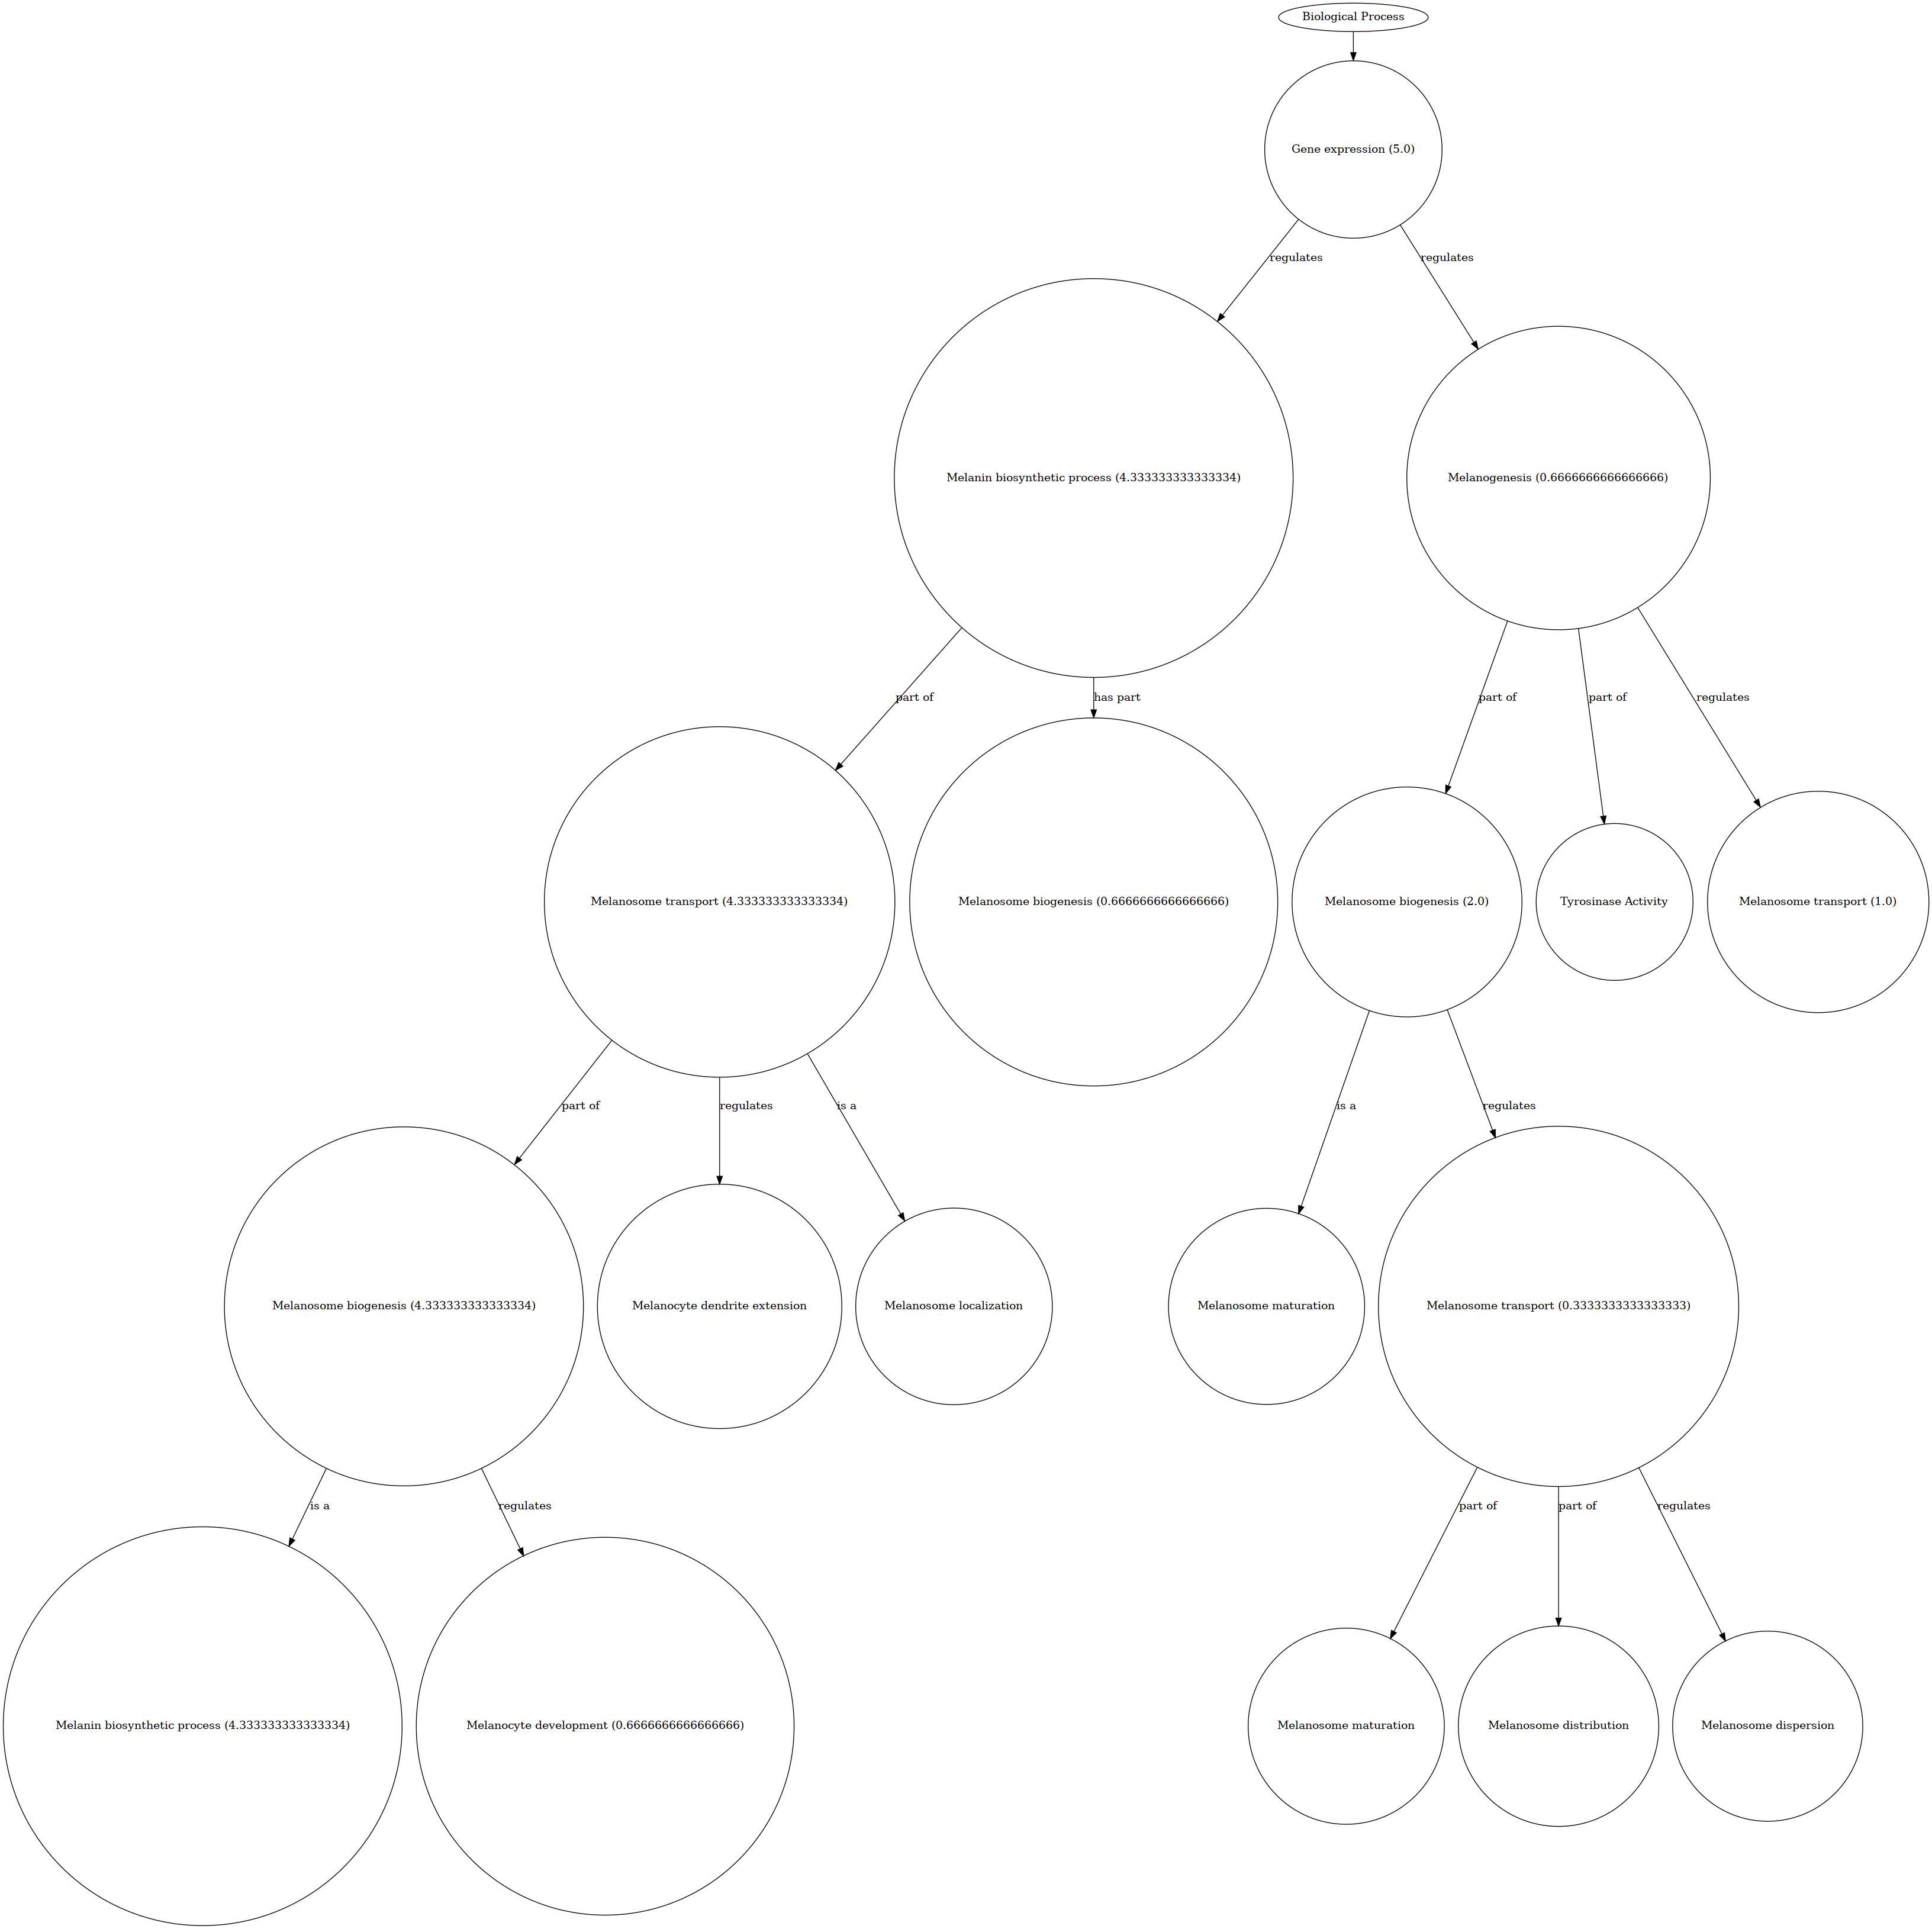 Biological Process
Gene expression (5.0)
regulates
regulates
Melanin biosynthetic process (4.333333333333334)
Melanogenesis (0.6666666666666666)
part of
has part
part of
part of
regulates
Melanosome transport (4.333333333333334)
Melanosome biogenesis (0.6666666666666666)
Melanosome biogenesis (2.0)
Tyrosinase Activity
Melanosome transport (1.0)
part of
regulates
is a
is a
regulates
Melanosome biogenesis (4.333333333333334)
Melanocyte dendrite extension
Melanosome localization
Melanosome maturation
Melanosome transport (0.3333333333333333)
is a
regulates
part of
part of
regulates
Melanin biosynthetic process (4.333333333333334)
Melanocyte development (0.6666666666666666)
Melanosome maturation
Melanosome distribution
Melanosome dispersion